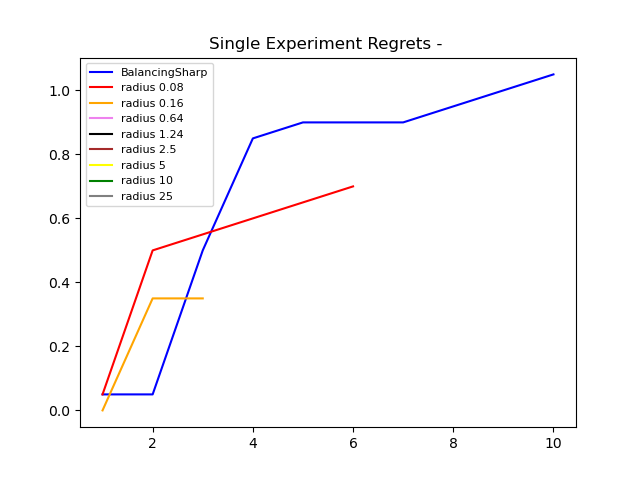 Single Experiment Regrets -
BalancingSharp
radius 0.08
radius 0.16
radius 0.64
radius 1.24
radius 2.5
radius 5
radius 10
radius 25
1.0
0.8
0.6
0.4
0.2
0.0
2 4 6 8 10